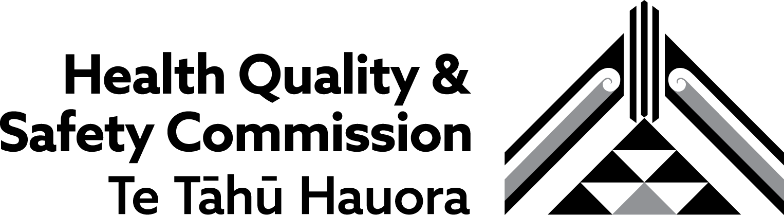 Health Quality &
Safety Commission
Te Tāhū Hauora